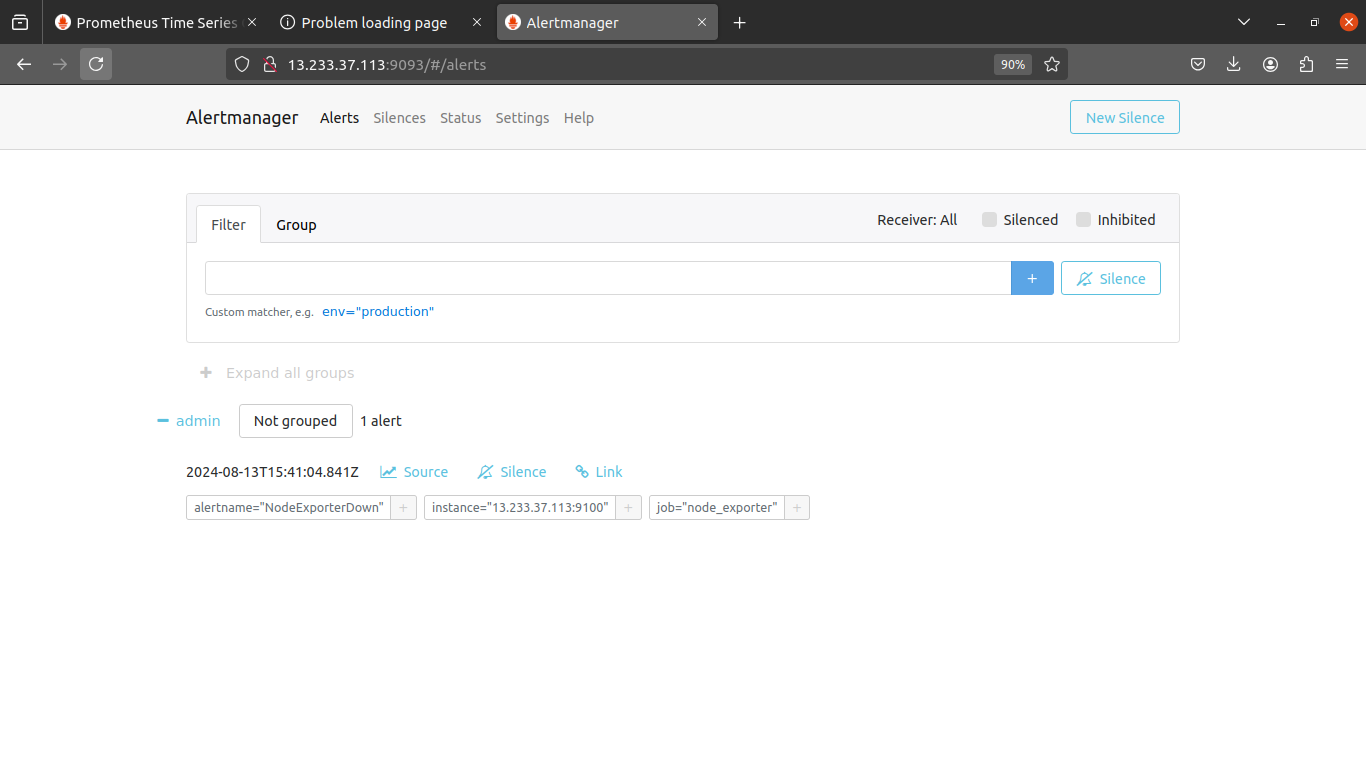 Prometheus Time Series
Problem loading page
Alertmanager
13.233.37.113:9093/#/alerts
90%
Alertmanager
Alerts
Silences
Status
Settings
Help
New Silence
Filter
Group
Receiver: All
Silenced
Inhibited
+
Silence
Custom matcher, e.g. env="production"
+ Expand all groups
− admin
Not grouped
1 alert
2024-08-13T15:41:04.841Z
Source
Silence
Link
alertname="NodeExporterDown" +
instance="13.233.37.113:9100" +
job="node_exporter" +